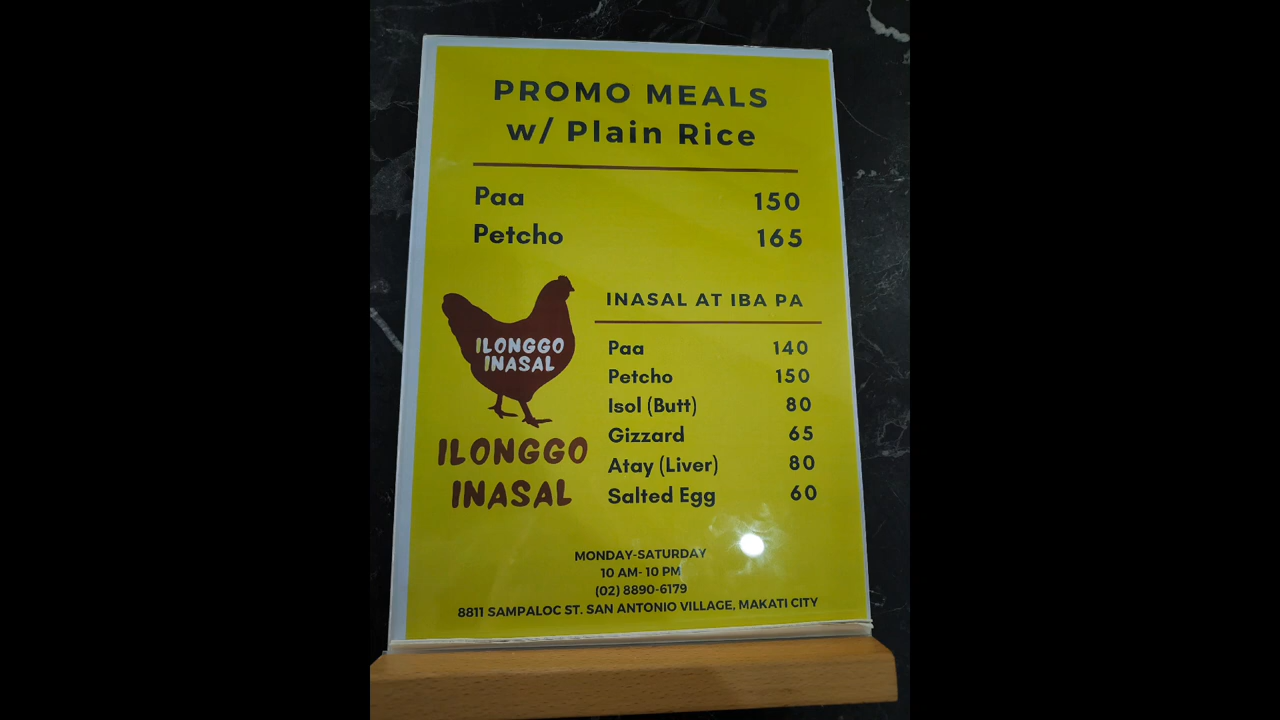 PROMO MEALS
w/ Plain Rice
Paa 150
Petcho 165
ILONGGO
INASAL
ILONGGO
INASAL
INASAL AT IBA PA
Paa 140
Petcho 150
Isol (Butt) 80
Gizzard 65
Atay (Liver) 80
Salted Egg 60
MONDAY-SATURDAY
10 AM- 10 PM
(02) 8890-6179
8811 SAMPALOC ST. SAN ANTONIO VILLAGE, MAKATI CITY